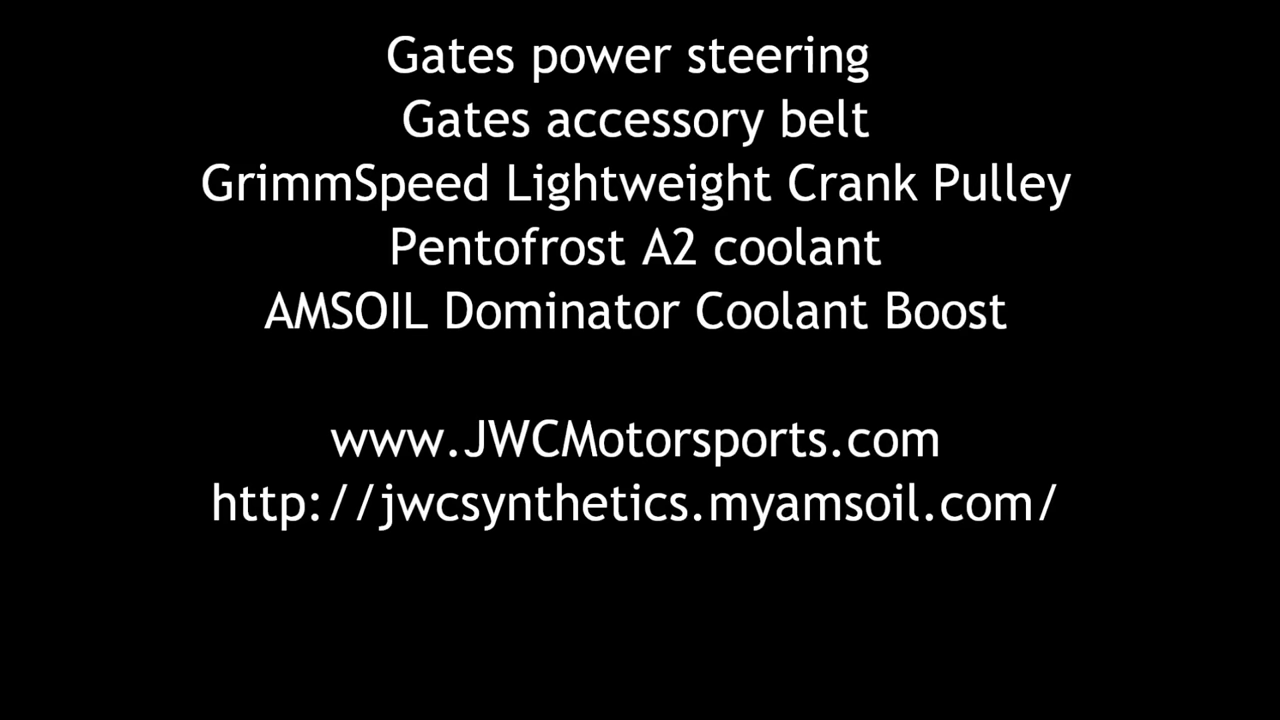 Gates power steering
Gates accessory belt
GrimmSpeed Lightweight Crank Pulley
Pentofrost A2 coolant
AMSOIL Dominator Coolant Boost
www.JWCMotorsports.com
http://jwcsynthetics.myamsoil.com/